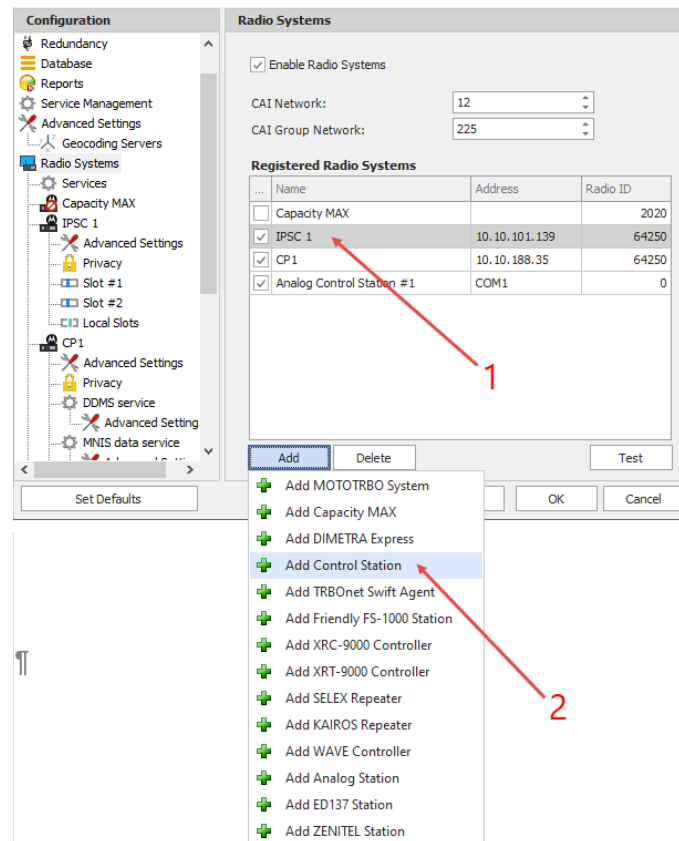 Configuration
Redundancy
Database
Reports
Service Management
Advanced Settings
Geocoding Servers
Radio Systems
Services
Capacity MAX
IPSC 1
Advanced Settings
Privacy
Slot #1
Slot #2
Local Slots
CP1
Advanced Settings
Privacy
DDMS service
Advanced Setting
MNIS data service
Set Defaults
Radio Systems
Enable Radio Systems
CAI Network: 12
CAI Group Network: 225
Registered Radio Systems
... Name Address Radio ID
Capacity MAX 2020
IPSC 1 10.10.101.139 64250
CP1 10.10.188.35 64250
Analog Control Station #1 COM1 0
1
Add Delete Test
OK Cancel
Add MOTOTRBO System
Add Capacity MAX
Add DIMETRA Express
Add Control Station
Add TRBOnet Swift Agent
Add Friendly FS-1000 Station
Add XRC-9000 Controller
Add XRT-9000 Controller
Add SELEX Repeater
Add KAIROS Repeater
Add WAVE Controller
Add Analog Station
Add ED137 Station
Add ZENITEL Station
2
¶